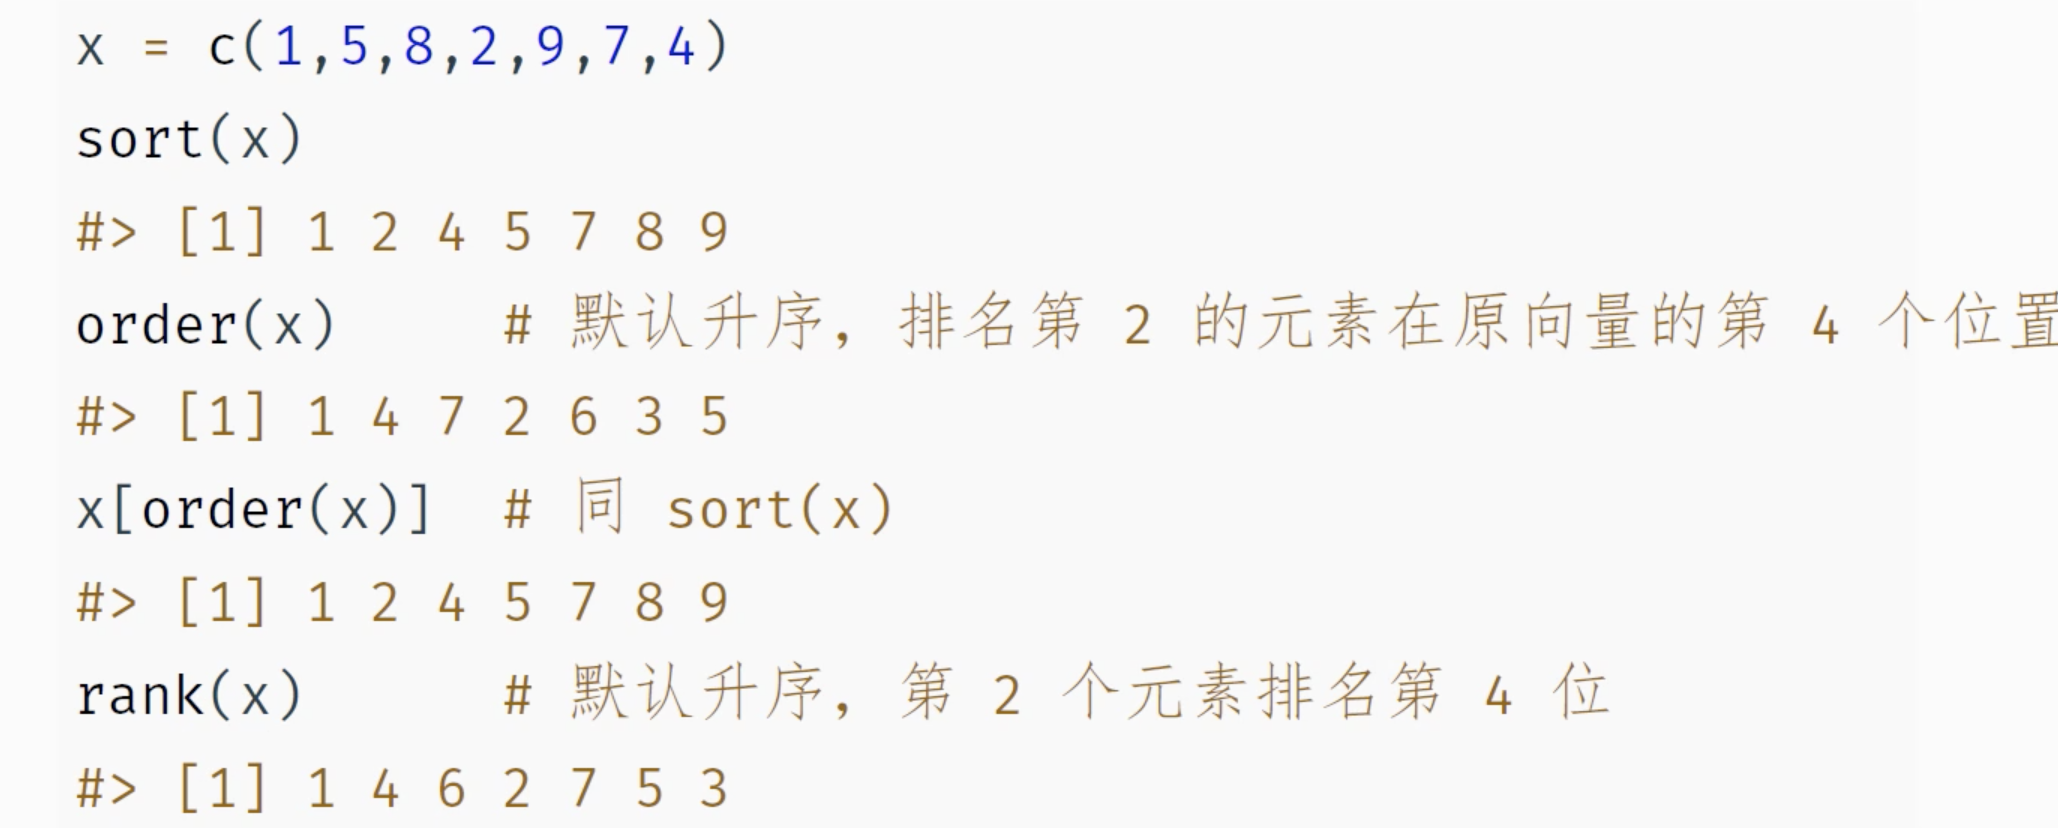 x = c(1,5,8,2,9,7,4)
sort(x)
#> [1] 1 2 4 5 7 8 9
order(x)     # 默认升序, 排名第 2 的元素在原向量的第 4 个位置
#> [1] 1 4 7 2 6 3 5
x[order(x)]  # 同 sort(x)
#> [1] 1 2 4 5 7 8 9
rank(x)      # 默认升序, 第 2 个元素排名第 4 位
#> [1] 1 4 6 2 7 5 3